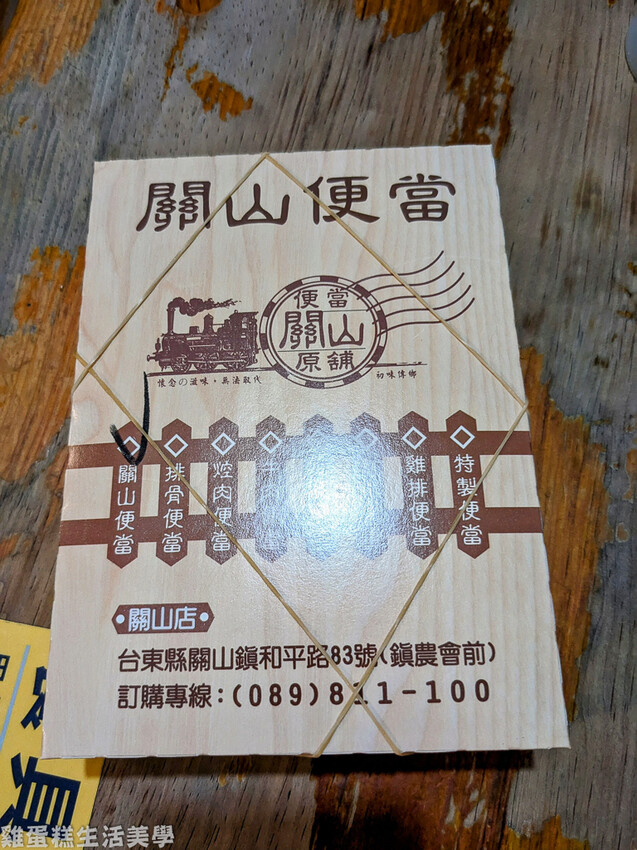 關山便當
便當
關山
原舖
懷念の滋味，無法取代
初味傳鄉
關山便當
排骨便當
焢肉便當
雞排便當
特製便當
關山店
台東縣關山鎮和平路83號(鎮農會前)
訂購專線：(089)811-100
雞蛋糕生活美學